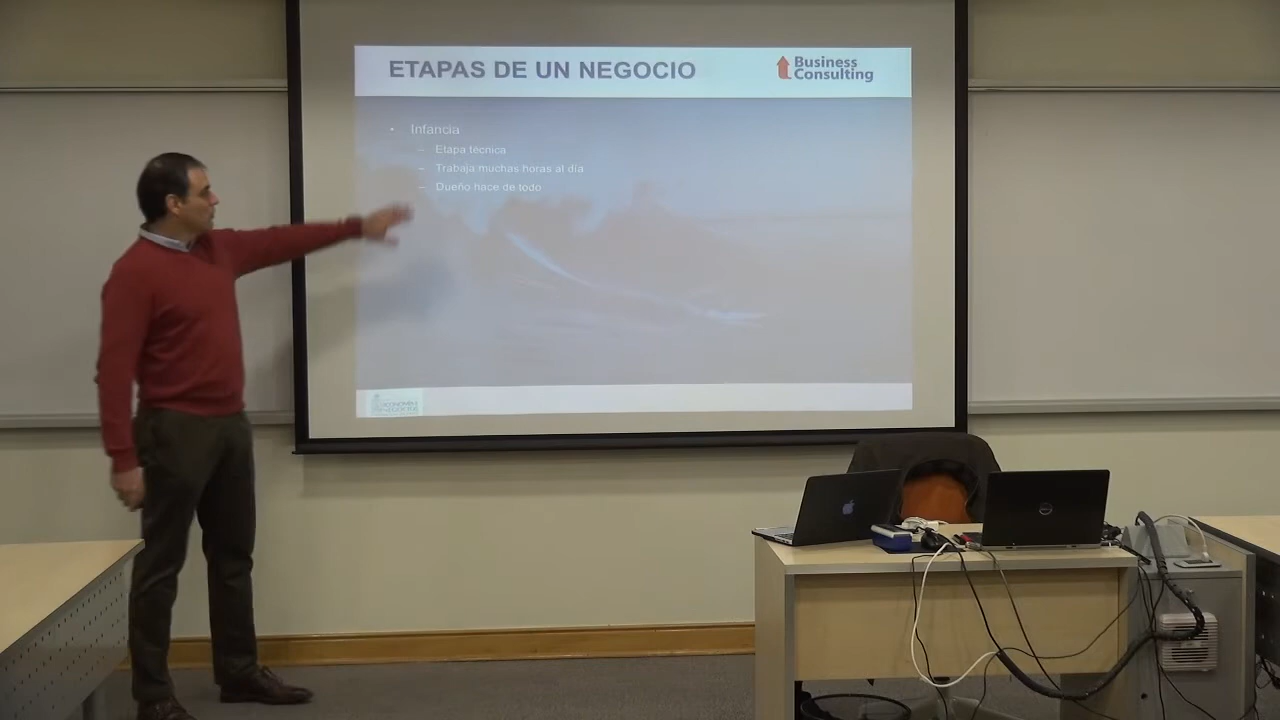 ETAPAS DE UN NEGOCIO
Business
Consulting
• Infancia
– Etapa técnica
– Trabaja muchas horas al día
– Dueño hace de todo